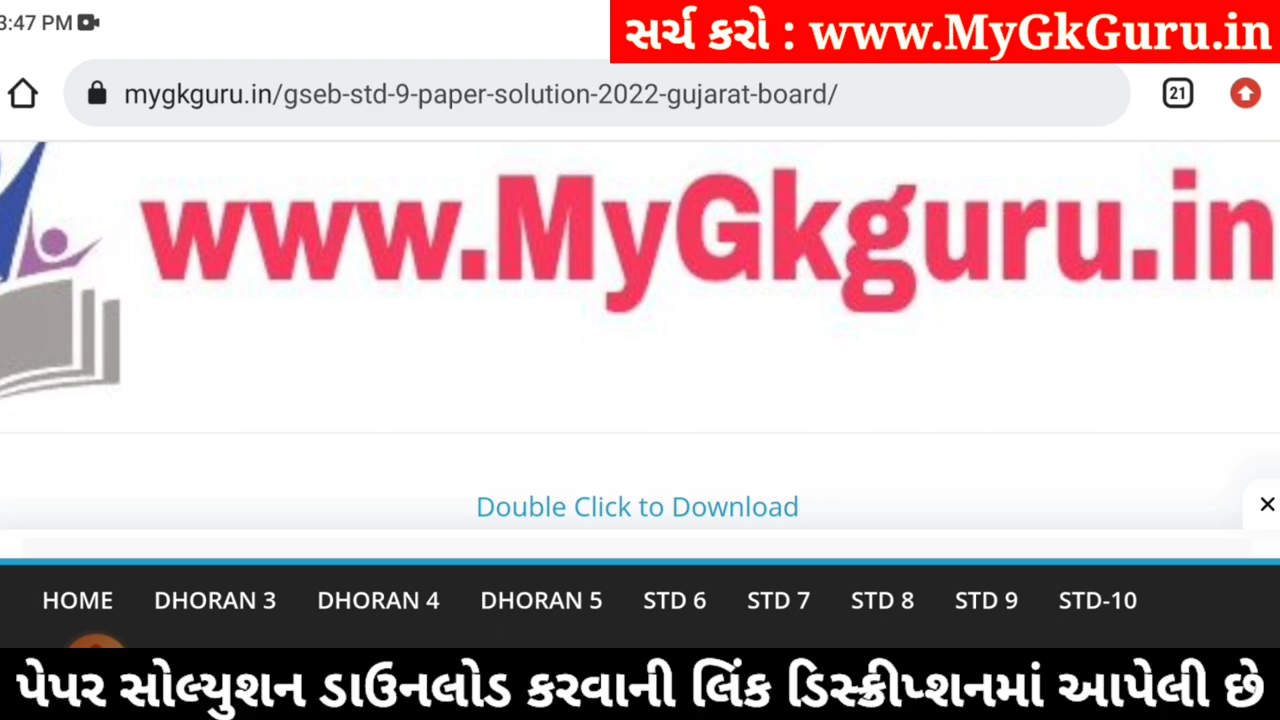 3:47 PM
સર્ચ કરો : www.MyGkGuru.in
mygkguru.in/gseb-std-9-paper-solution-2022-gujarat-board/
21
www.MyGkguru.in
Double Click to Download
HOME DHORAN 3 DHORAN 4 DHORAN 5 STD 6 STD 7 STD 8 STD 9 STD-10
પેપર સોલ્યુશન ડાઉનલોડ કરવાની લિંક ડિસ્ક્રીપ્શનમાં આપેલી છે